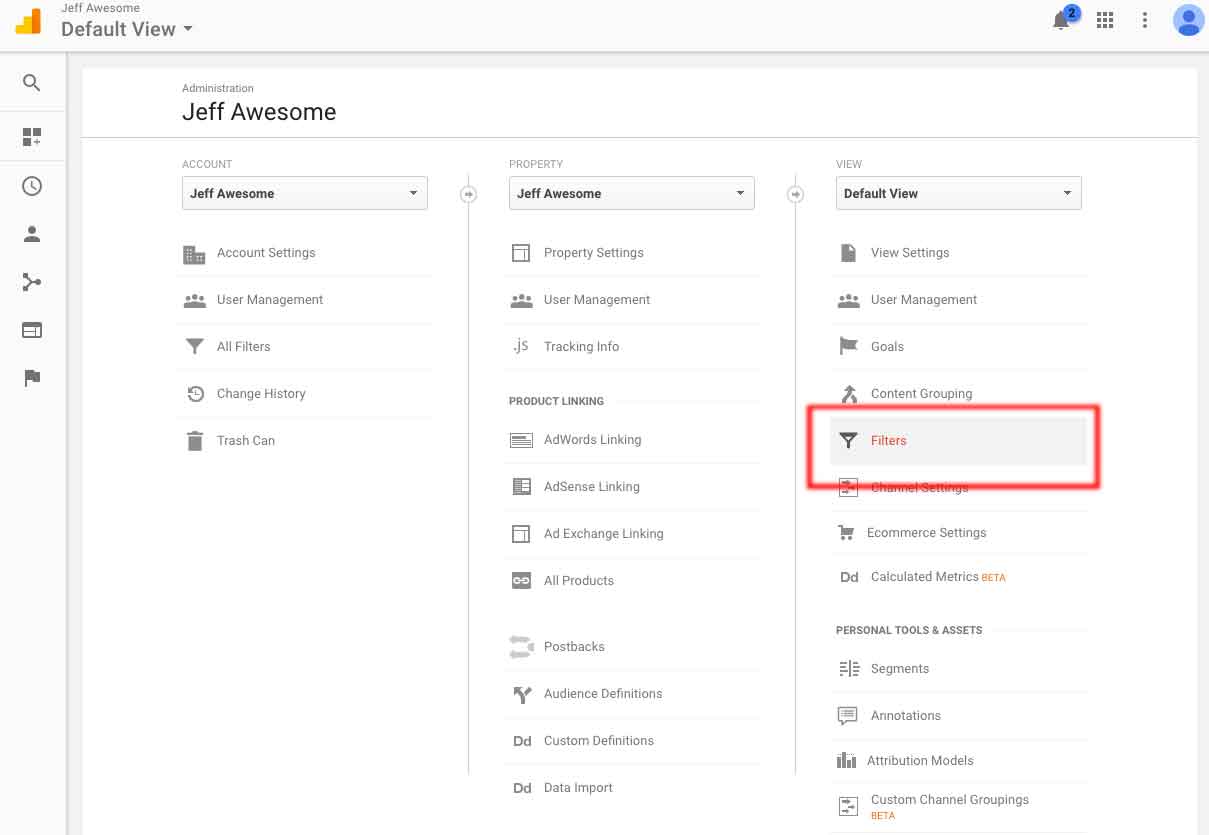 Jeff Awesome
Default View
2
Administration
Jeff Awesome
ACCOUNT
Jeff Awesome
Account Settings
User Management
All Filters
Change History
Trash Can
PROPERTY
Jeff Awesome
Property Settings
User Management
.js Tracking Info
PRODUCT LINKING
AdWords Linking
AdSense Linking
Ad Exchange Linking
All Products
Postbacks
Audience Definitions
Dd Custom Definitions
Dd Data Import
VIEW
Default View
View Settings
User Management
Goals
Content Grouping
Filters
Channel Settings
Ecommerce Settings
Dd Calculated Metrics BETA
PERSONAL TOOLS & ASSETS
Segments
Annotations
Attribution Models
Custom Channel Groupings
BETA